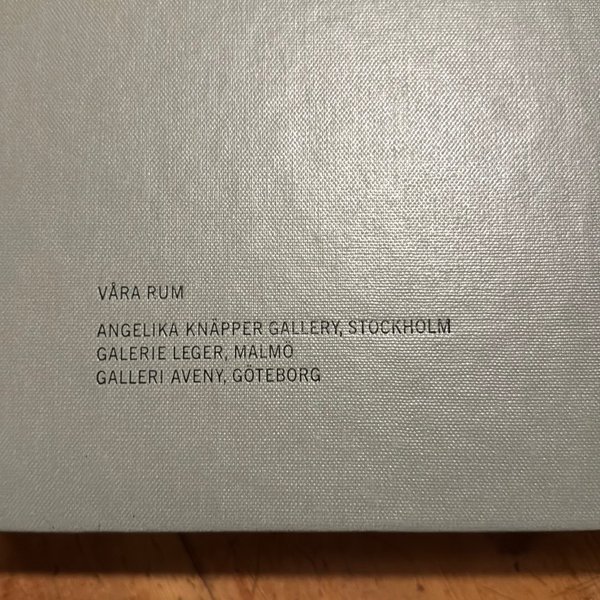 VÅRA RUM
ANGELIKA KNÄPPER GALLERY, STOCKHOLM
GALERIE LEGER, MALMÖ
GALLERI AVENY, GÖTEBORG